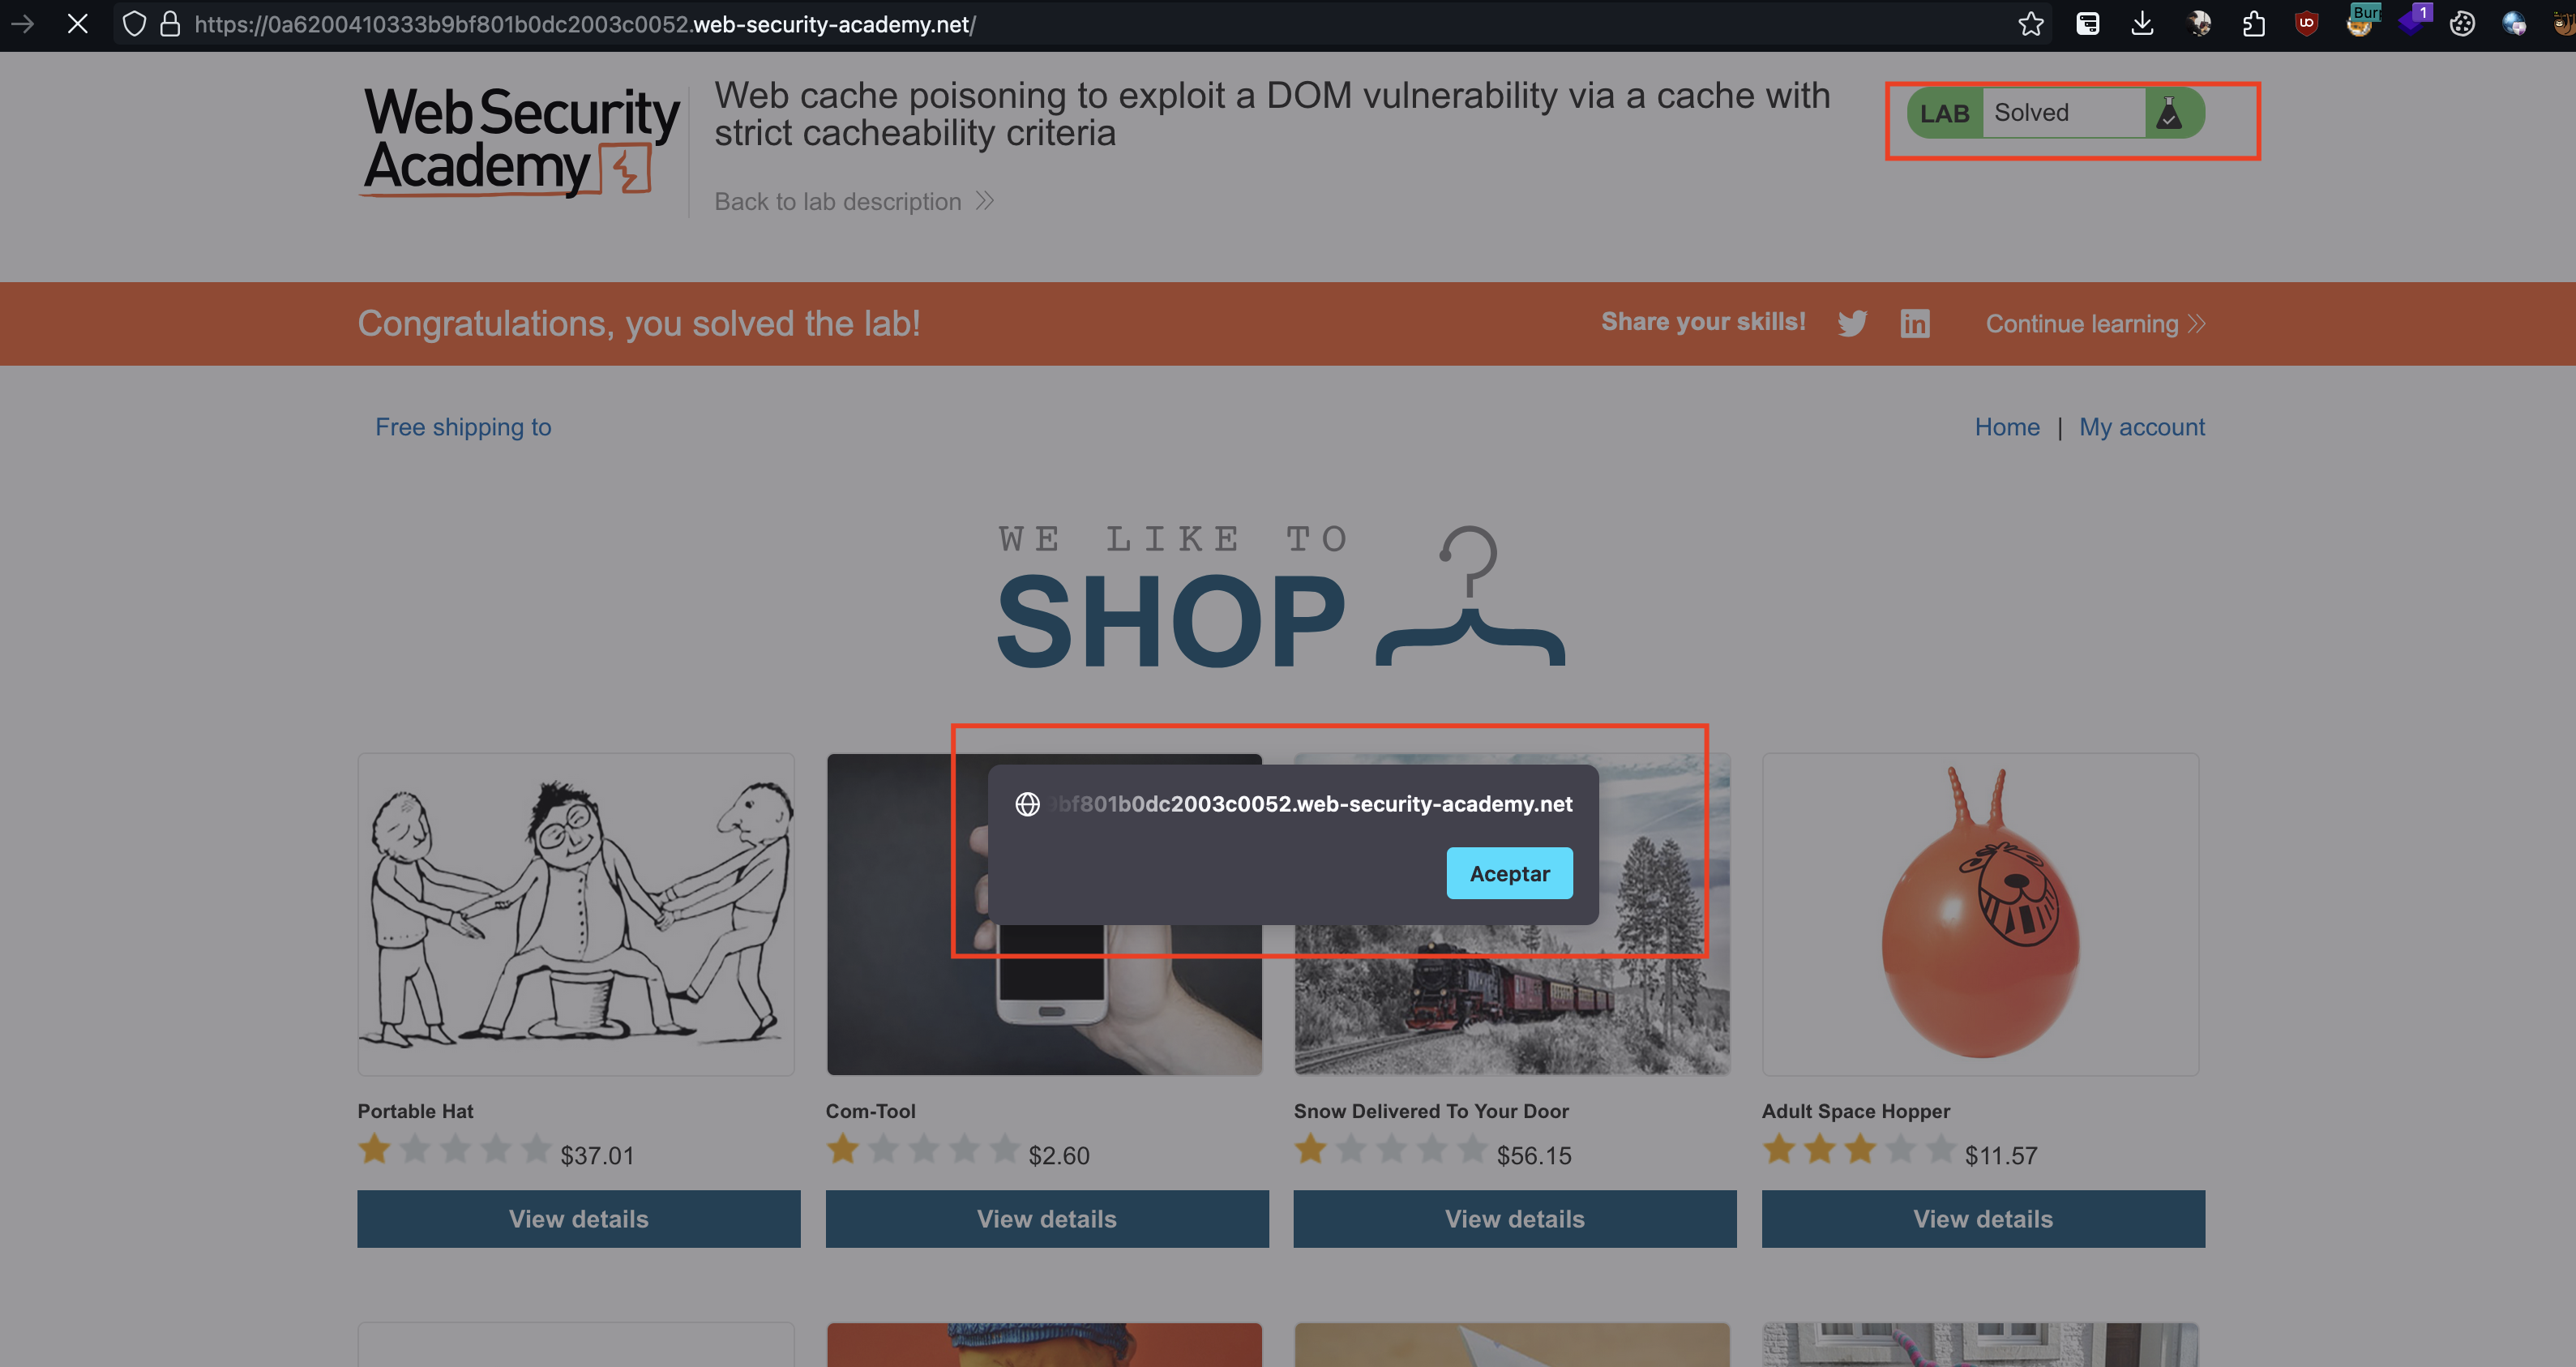 https://0a6200410333b9bf801b0dc2003c0052.web-security-academy.net/
Bur
1
Web Security
Academy
Web cache poisoning to exploit a DOM vulnerability via a cache with
strict cacheability criteria
Back to lab description
LAB Solved
Congratulations, you solved the lab!
Share your skills!
Continue learning
Free shipping to
Home | My account
WE LIKE TO
SHOP
9bf801b0dc2003c0052.web-security-academy.net
Aceptar
Portable Hat
$37.01
View details
Com-Tool
$2.60
View details
Snow Delivered To Your Door
$56.15
View details
Adult Space Hopper
$11.57
View details